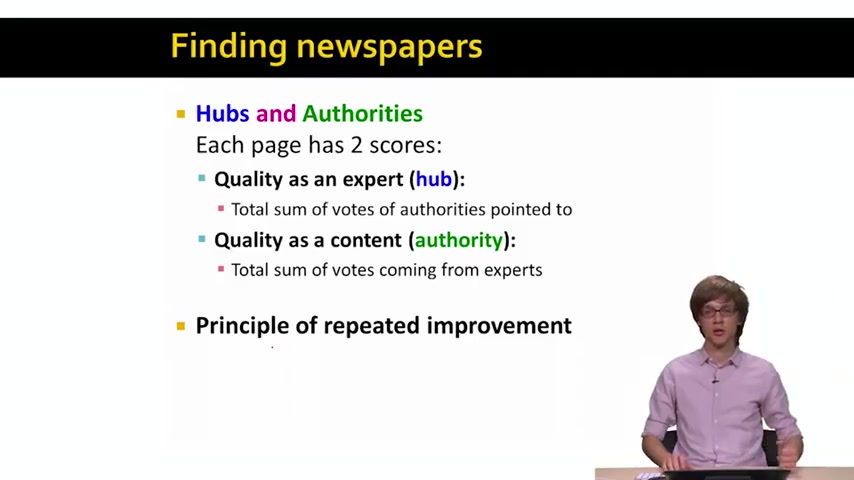 Finding newspapers
Hubs and Authorities
Each page has 2 scores:
Quality as an expert (hub):
Total sum of votes of authorities pointed to
Quality as a content (authority):
Total sum of votes coming from experts
Principle of repeated improvement